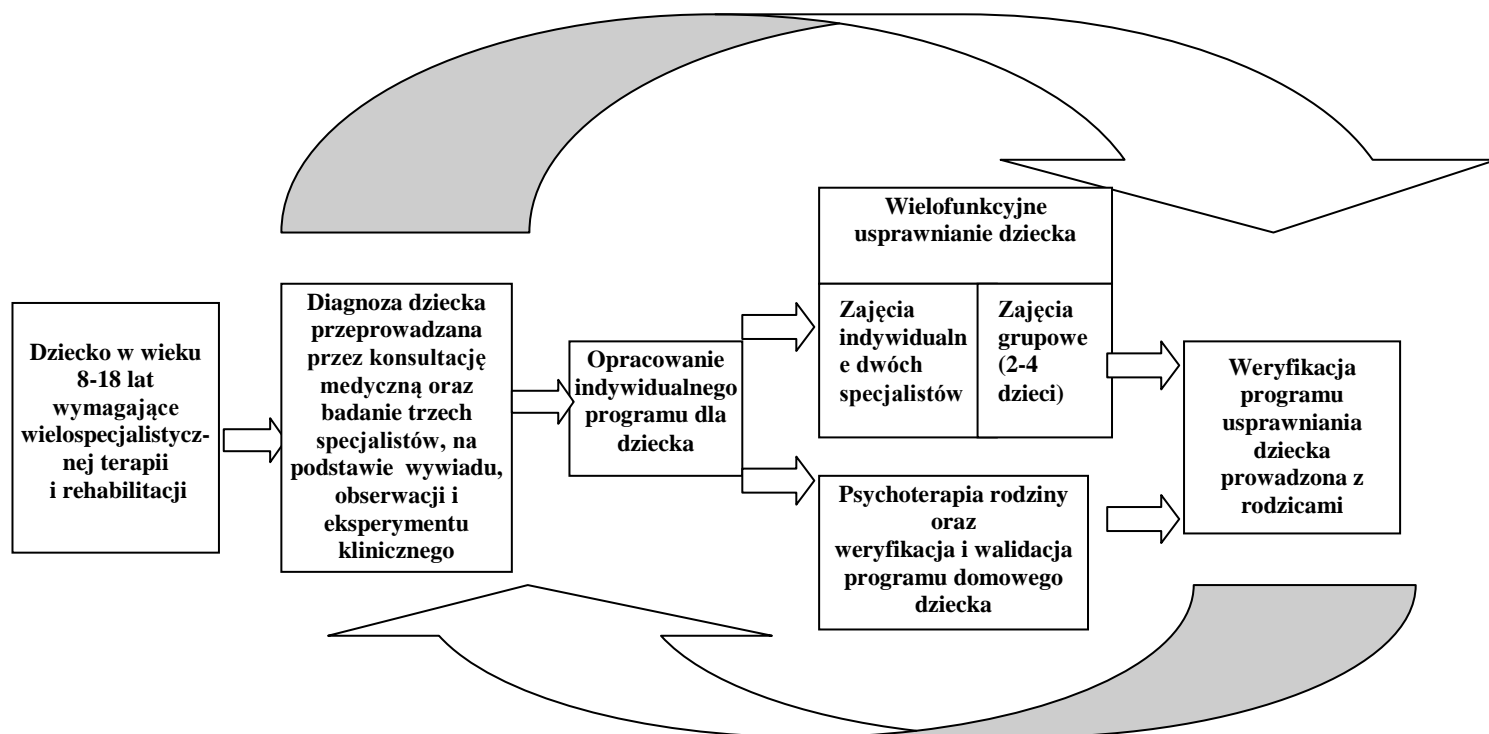 Dziecko w wieku
8-18 lat
wymagające
wielospecjalistycz-
nej terapii
i rehabilitacji
Diagnoza dziecka
przeprowadzana
przez konsultację
medyczną oraz
badanie trzech
specjalistów, na
podstawie wywiadu,
obserwacji i
eksperymentu
klinicznego
Opracowanie
indywidualnego
programu dla
dziecka
Wielofunkcyjne
usprawnianie dziecka
Zajęcia
indywidualn
e dwóch
specjalistów
Zajęcia
grupowe
(2-4
dzieci)
Psychoterapia rodziny
oraz
weryfikacja i walidacja
programu domowego
dziecka
Weryfikacja
programu
usprawniania
dziecka
prowadzona z
rodzicami